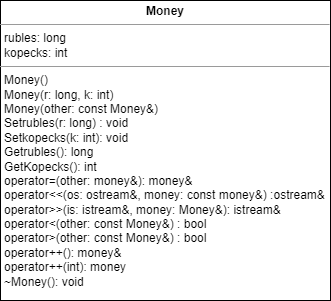 Money
rubles: long
kopecks: int
Money()
Money(r: long, k: int)
Money(other: const Money&)
Setrubles(r: long) : void
Setkopecks(k: int): void
Getrubles(): long
GetKopecks(): int
operator=(other: money&): money&
operator<<(os: ostream&, money: const money&) :ostream&
operator>>(is: istream&, money: Money&): istream&
operator<(other: const Money&) : bool
operator>(other: const Money&) : bool
operator++(): money&
operator++(int): money
~Money(): void